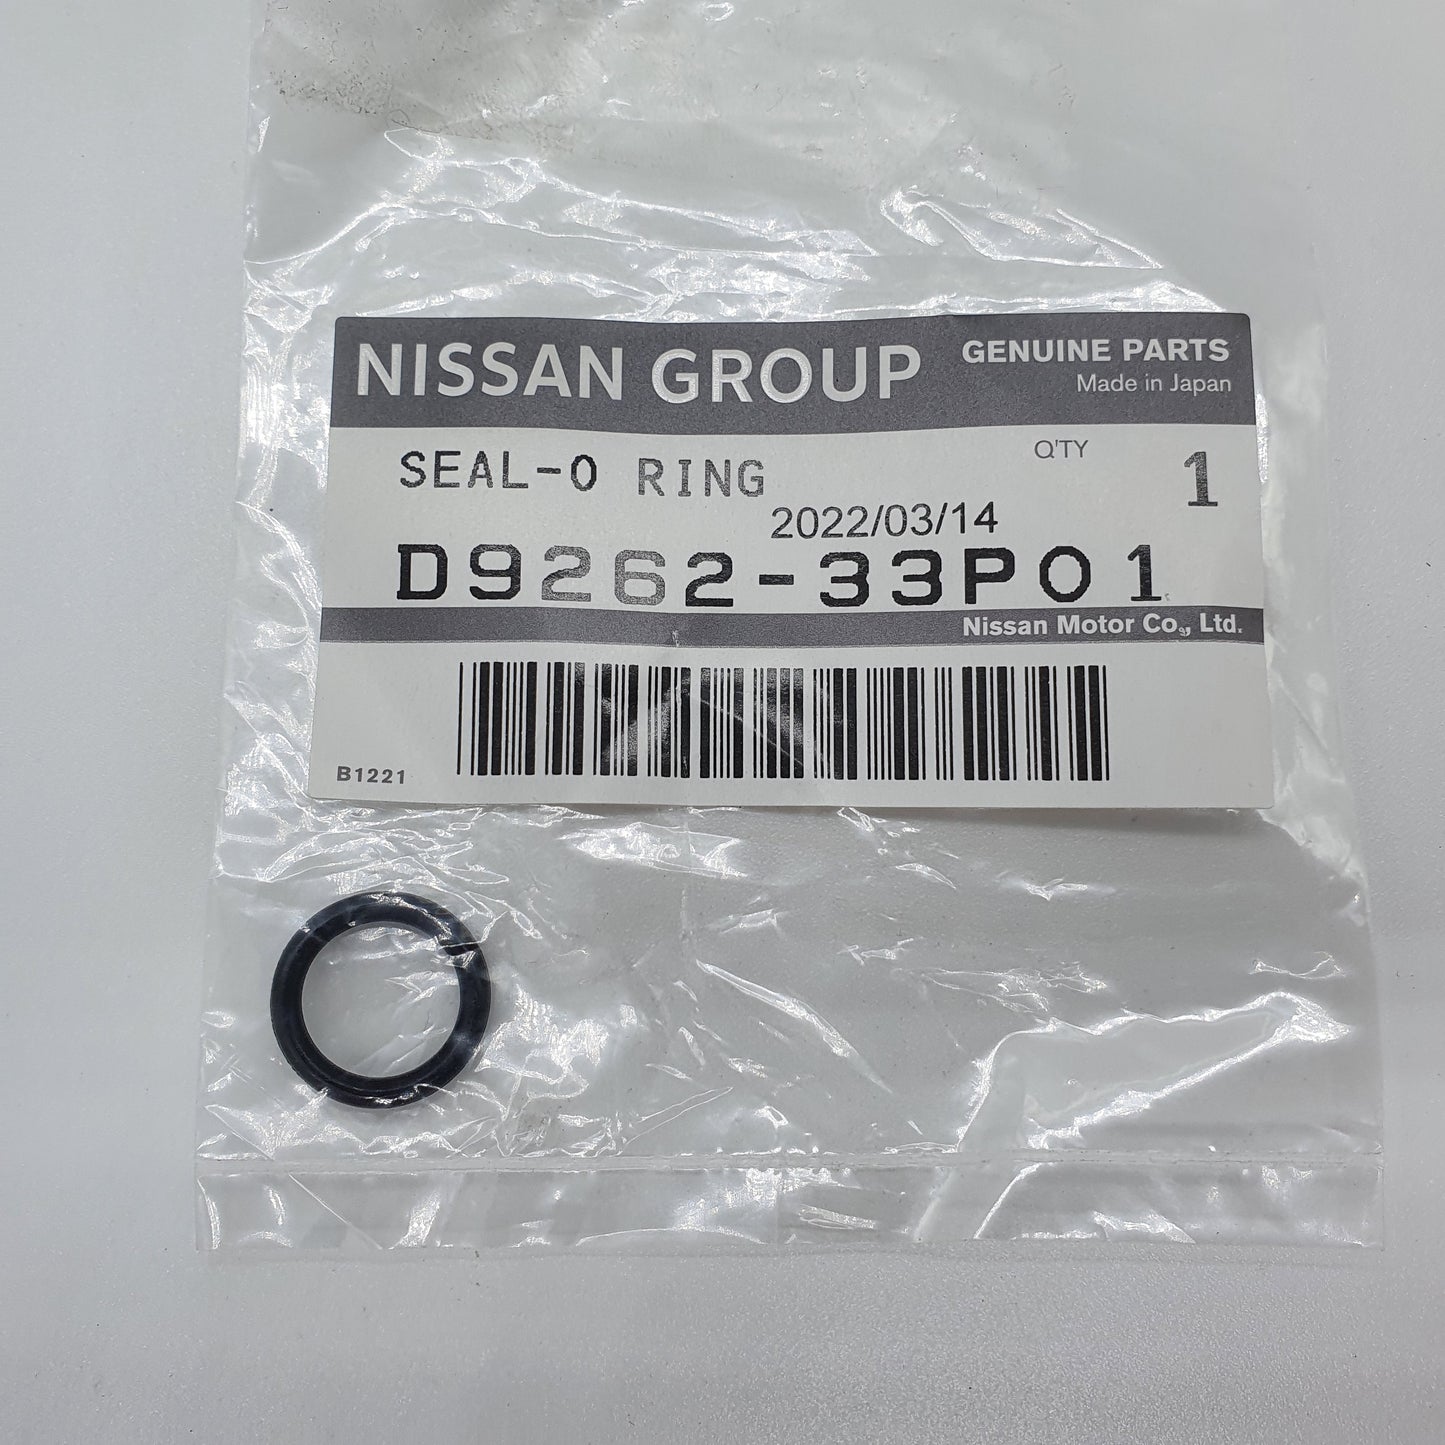 NISSAN GROUP
GENUINE PARTS
Made in Japan
SEAL-O RING
Q'TY
1
2022/03/14
D9262-33P01
Nissan Motor Co., Ltd.
B1221